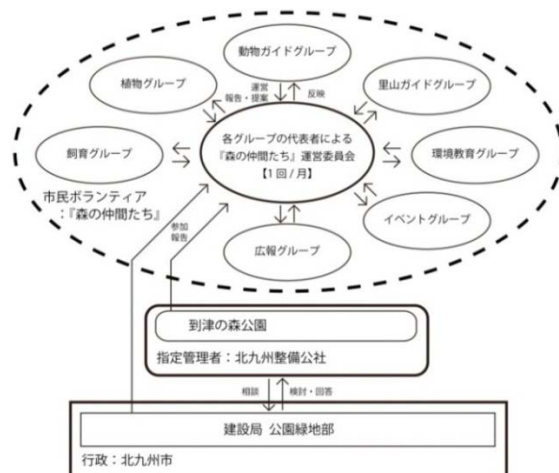 動物ガイドグループ
植物グループ
里山ガイドグループ
運営
報告・提案
反映
各グループの代表者による
『森の仲間たち』運営委員会
【1回/月】
飼育グループ
環境教育グループ
市民ボランティア
：『森の仲間たち』
イベントグループ
広報グループ
参加
報告
到津の森公園
指定管理者：北九州整備公社
相談
検討・回答
建設局 公園緑地部
行政：北九州市